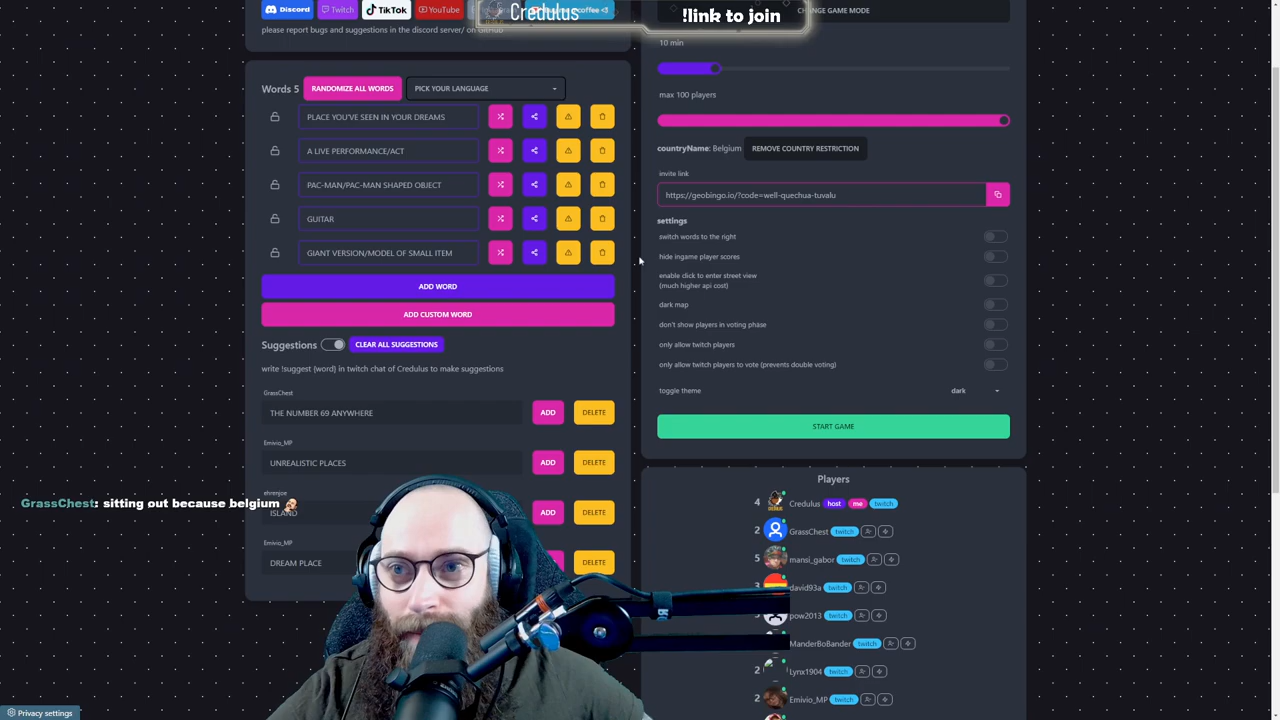 Discord
Twitch
TikTok
YouTube
coffee <3
please report bugs and suggestions in the discord server/ on GitHub
Credulus
!link to join
CHANGE GAME MODE
Words 5
RANDOMIZE ALL WORDS
PICK YOUR LANGUAGE
PLACE YOU'VE SEEN IN YOUR DREAMS
A LIVE PERFORMANCE/ACT
PAC-MAN/PAC-MAN SHAPED OBJECT
GUITAR
GIANT VERSION/MODEL OF SMALL ITEM
ADD WORD
ADD CUSTOM WORD
Suggestions
CLEAR ALL SUGGESTIONS
write !suggest {word} in twitch chat of Credulus to make suggestions
GrassChest
THE NUMBER 69 ANYWHERE
ADD
DELETE
Emivio_MP
UNREALISTIC PLACES
ADD
DELETE
ehrenjoe
ISLAND
ADD
DELETE
Emivio_MP
DREAM PLACE
DELETE
GrassChest: sitting out because belgium
10 min
max 100 players
countryName: Belgium
REMOVE COUNTRY RESTRICTION
invite link
https://geobingo.io/?code=well-quechua-tuvalu
settings
switch words to the right
hide ingame player scores
enable click to enter street view
(much higher api cost)
dark map
don't show players in voting phase
only allow twitch players
only allow twitch players to vote (prevents double voting)
toggle theme
dark
START GAME
Players
4 Credulus host me twitch
2 GrassChest twitch
5 mansi_gabor twitch
david93a twitch
pow2013 twitch
ManderBoBander twitch
2 Lynx1904 twitch
2 Emivio_MP twitch
Privacy settings